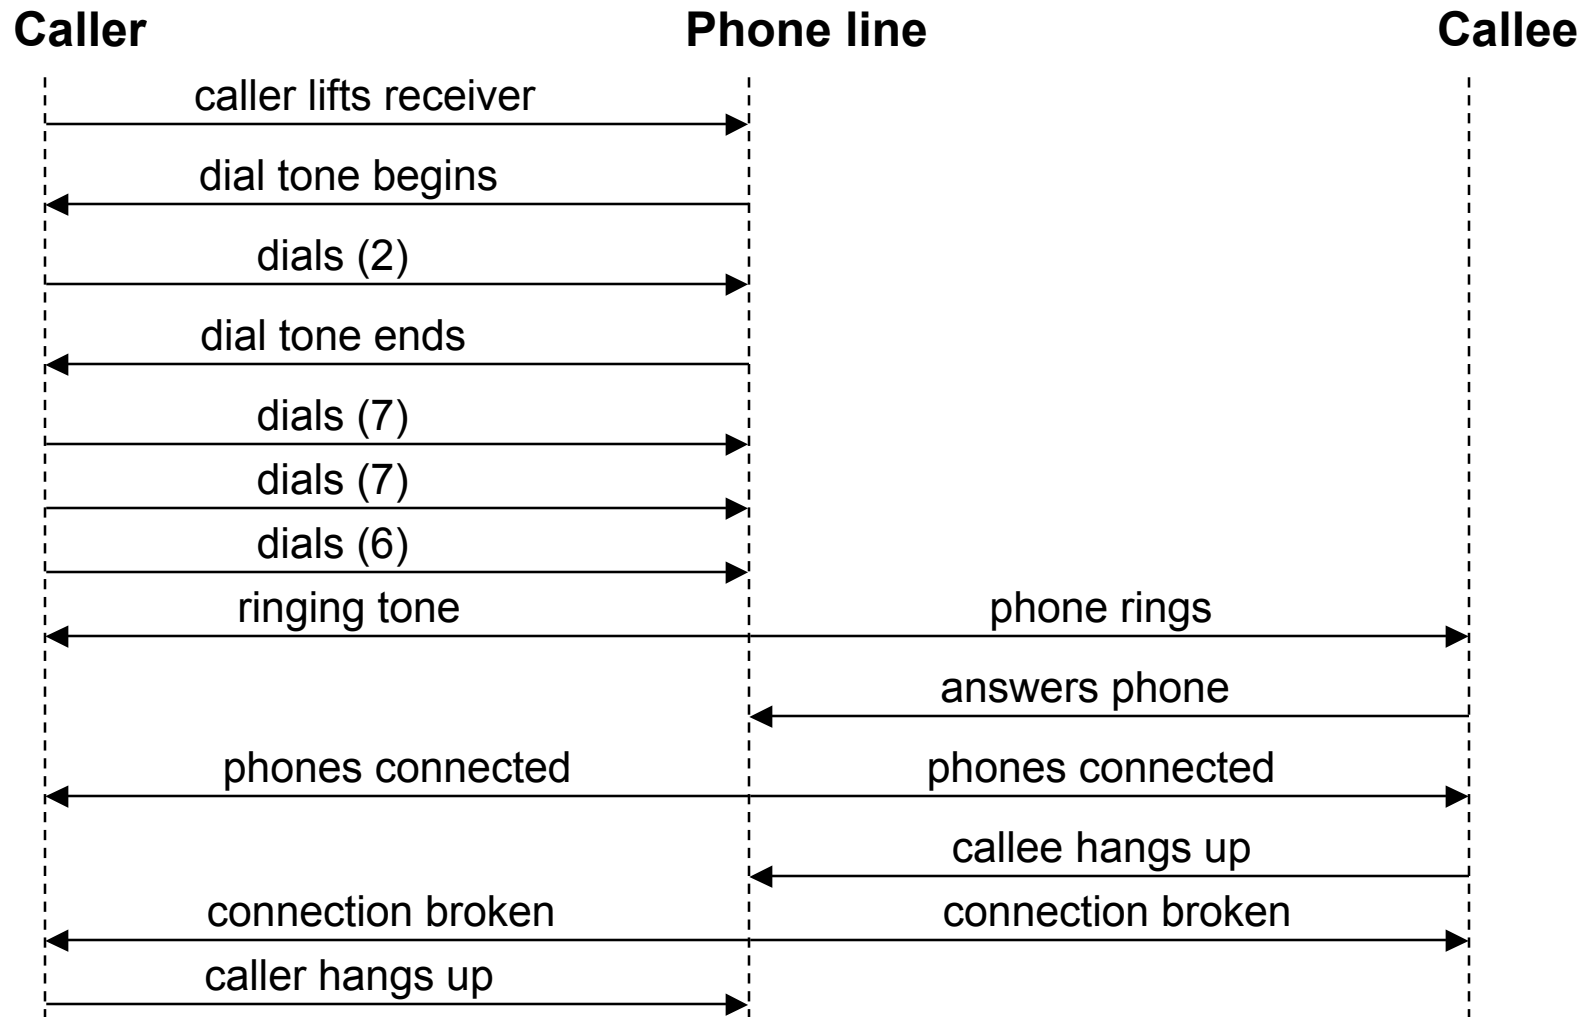 Caller Phone line Callee
caller lifts receiver
dial tone begins
dials (2)
dial tone ends
dials (7)
dials (7)
dials (6)
ringing tone phone rings
answers phone
phones connected phones connected
callee hangs up
connection broken connection broken
caller hangs up